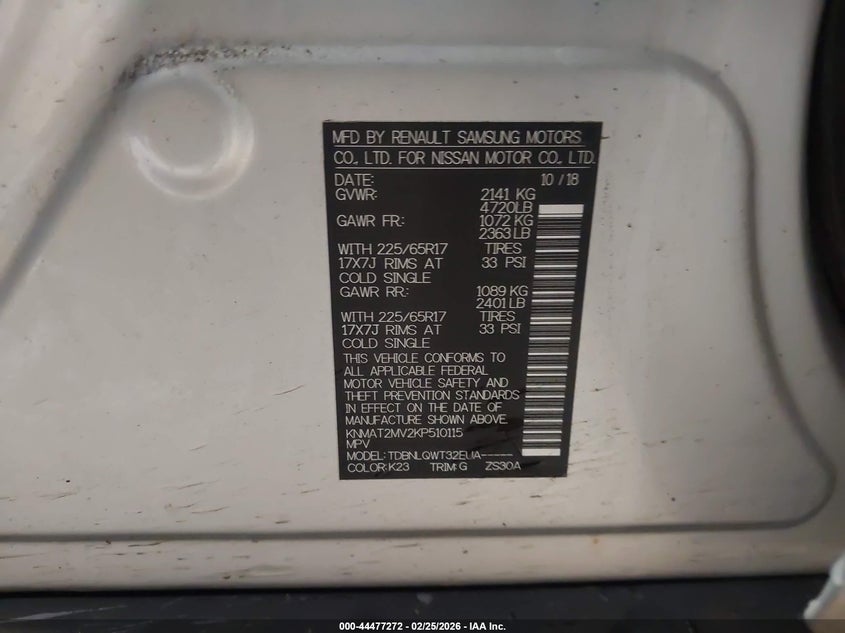 MFD BY RENAULT SAMSUNG MOTORS
CO., LTD. FOR NISSAN MOTOR CO., LTD.
DATE: 10 / 18
GVWR: 2141 KG
4720LB
GAWR FR.: 1072 KG
2363LB
WITH 225/65R17 TIRES
17X7J RIMS AT 33 PSI
COLD SINGLE
GAWR RR.: 1089 KG
2401LB
WITH 225/65R17 TIRES
17X7J RIMS AT 33 PSI
COLD SINGLE
THIS VEHICLE CONFORMS TO
ALL APPLICABLE FEDERAL
MOTOR VEHICLE SAFETY AND
THEFT PREVENTION STANDARDS
IN EFFECT ON THE DATE OF
MANUFACTURE SHOWN ABOVE.
KNMAT2MV2KP510115
MPV
MODEL: TDBNLQWT32EUA-----
COLOR:K23 TRIM:G ZS30A
000-44477272 — 02/25/2026 — IAA Inc.